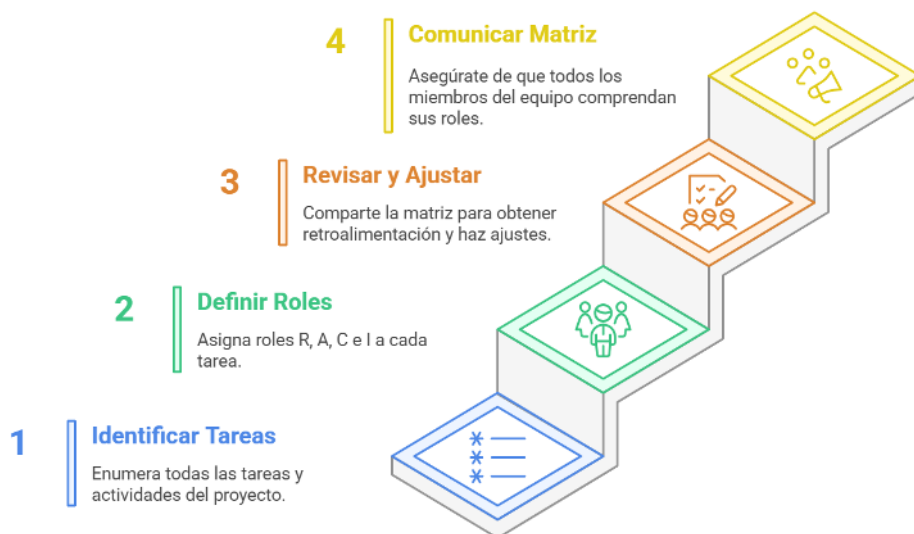 4
Comunicar Matriz
Asegúrate de que todos los
miembros del equipo comprendan
sus roles.
3
Revisar y Ajustar
Comparte la matriz para obtener
retroalimentación y haz ajustes.
2
Definir Roles
Asigna roles R, A, C e I a cada
tarea.
1
Identificar Tareas
Enumera todas las tareas y
actividades del proyecto.